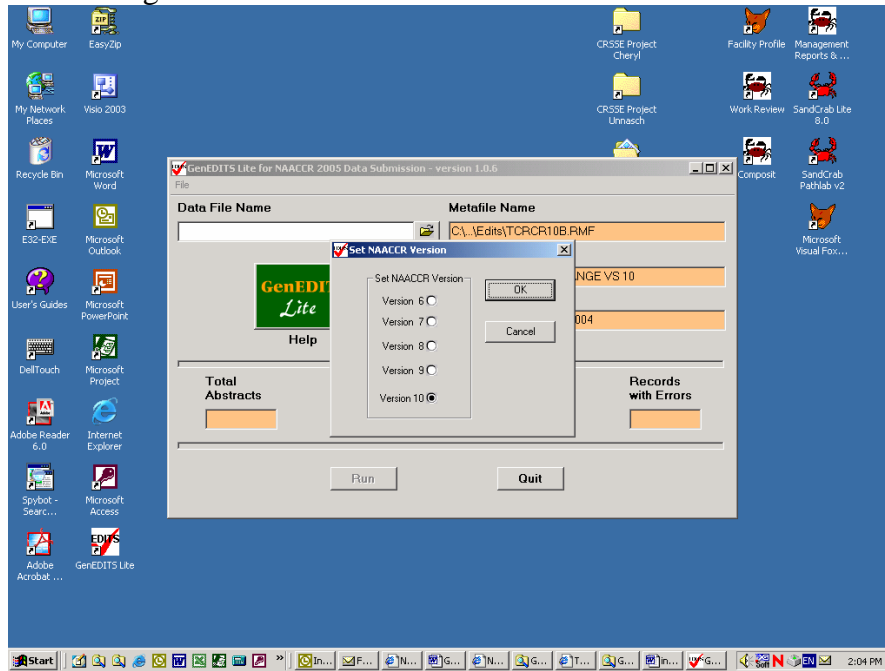 My Computer
EasyZip
CRSSE Project
Cheryl
Facility Profile
Management
Reports & ...
My Network
Places
Visio 2003
CRSSE Project
Unnasch
Work Review
SandCrab Lite
8.0
Recycle Bin
Microsoft
Word
Composit
SandCrab
Pathlab v2
E32-EXE
Microsoft
Outlook
Microsoft
Visual Fox...
User's Guides
Microsoft
PowerPoint
DellTouch
Microsoft
Project
Adobe Reader
6.0
Internet
Explorer
Spybot -
Searc...
Microsoft
Access
Adobe
Acrobat ...
GenEDITS Lite
GenEDITS Lite for NAACCR 2005 Data Submission - version 1.0.6
File
Data File Name
Metafile Name
C:\...\Edits\TCRCR10B.RMF
NGE VS 10
004
GenEDI
Lite
Help
Total
Abstracts
Records
with Errors
Run
Quit
Set NAACCR Version
Set NAACCR Version
Version 6
Version 7
Version 8
Version 9
Version 10
OK
Cancel
Start
In...
F...
N...
G...
N...
G...
T...
G...
in...
G...
EN
2:04 PM